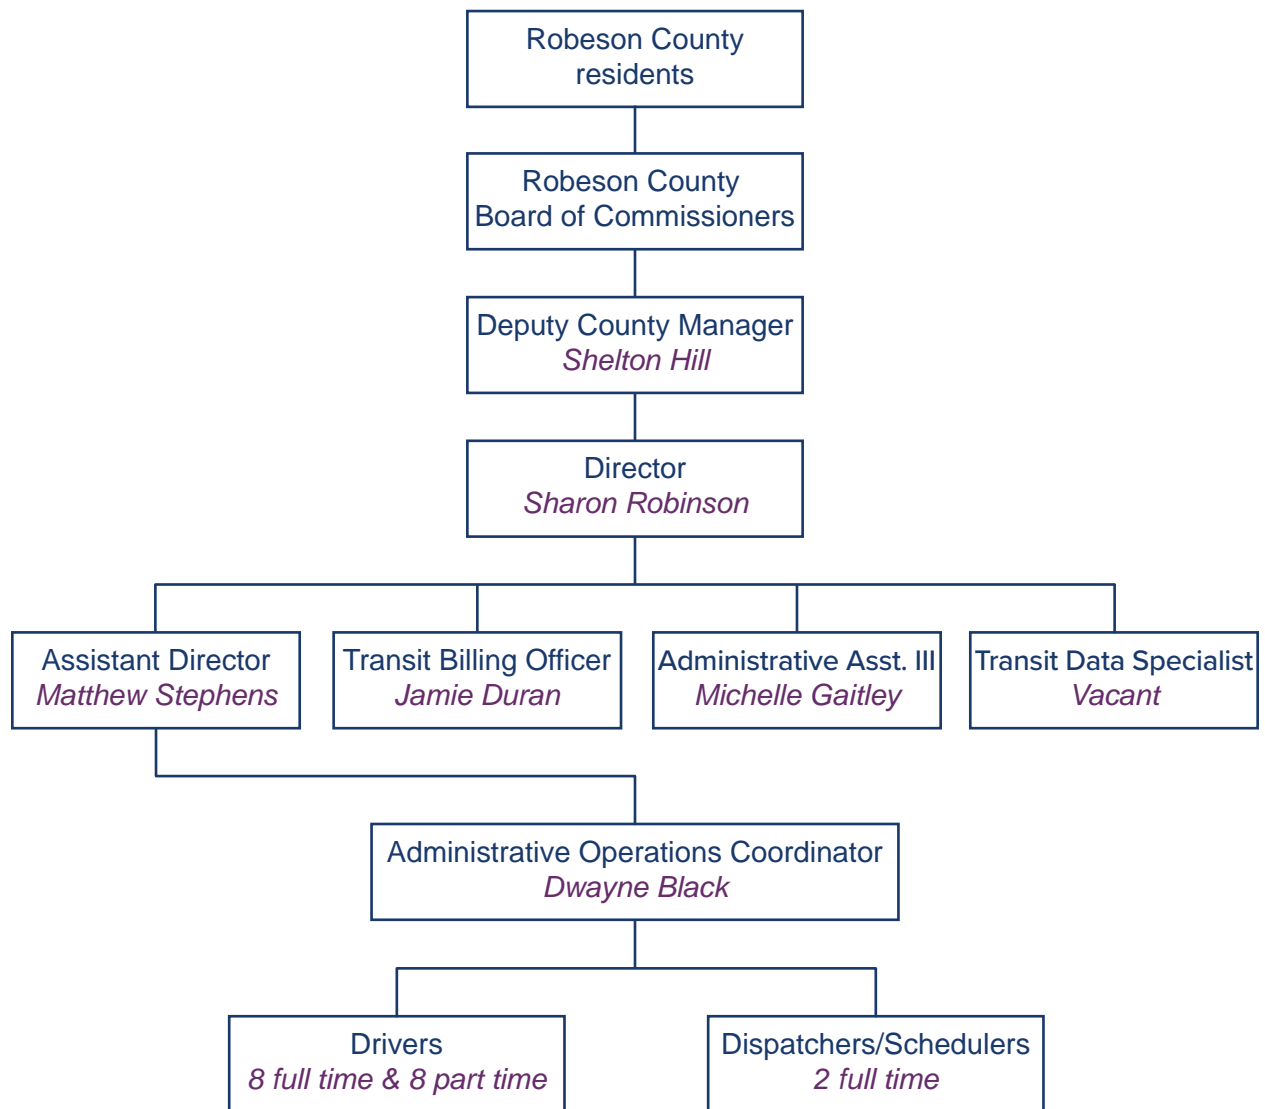 Robeson County
residents
Robeson County
Board of Commissioners
Deputy County Manager
Shelton Hill
Director
Sharon Robinson
Assistant Director
Matthew Stephens
Transit Billing Officer
Jamie Duran
Administrative Asst. III
Michelle Gaitley
Transit Data Specialist
Vacant
Administrative Operations Coordinator
Dwayne Black
Drivers
8 full time & 8 part time
Dispatchers/Schedulers
2 full time